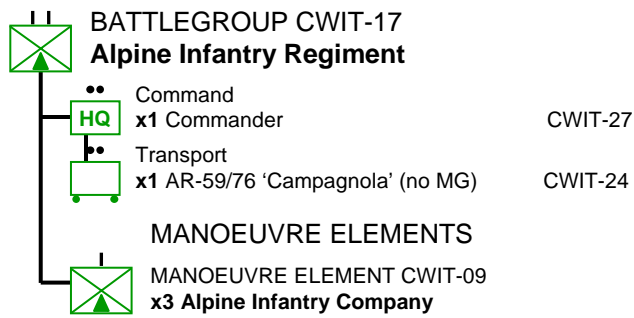 BATTLEGROUP CWIT-17
Alpine Infantry Regiment
Command
HQ x1 Commander CWIT-27
Transport
x1 AR-59/76 ‘Campagnola’ (no MG) CWIT-24
MANOEUVRE ELEMENTS
MANOEUVRE ELEMENT CWIT-09
x3 Alpine Infantry Company